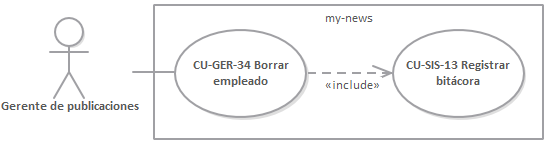 my-news
CU-GER-34 Borrar
empleado
CU-SIS-13 Registrar
bitácora
«include»
Gerente de publicaciones